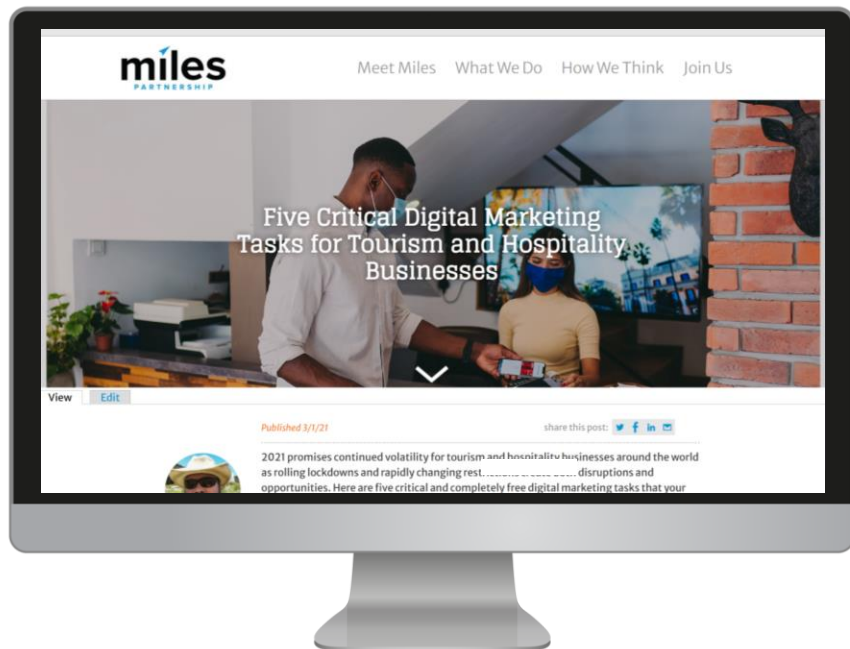 miles
PARTNERSHIP
Meet Miles What We Do How We Think Join Us
Five Critical Digital Marketing
Tasks for Tourism and Hospitality
Businesses
View Edit
Published 3/1/21 share this post:
2021 promises continued volatility for tourism and hospitality businesses around the world
as rolling lockdowns and rapidly changing disruptions and
opportunities. Here are five critical and completely free digital marketing tasks that your